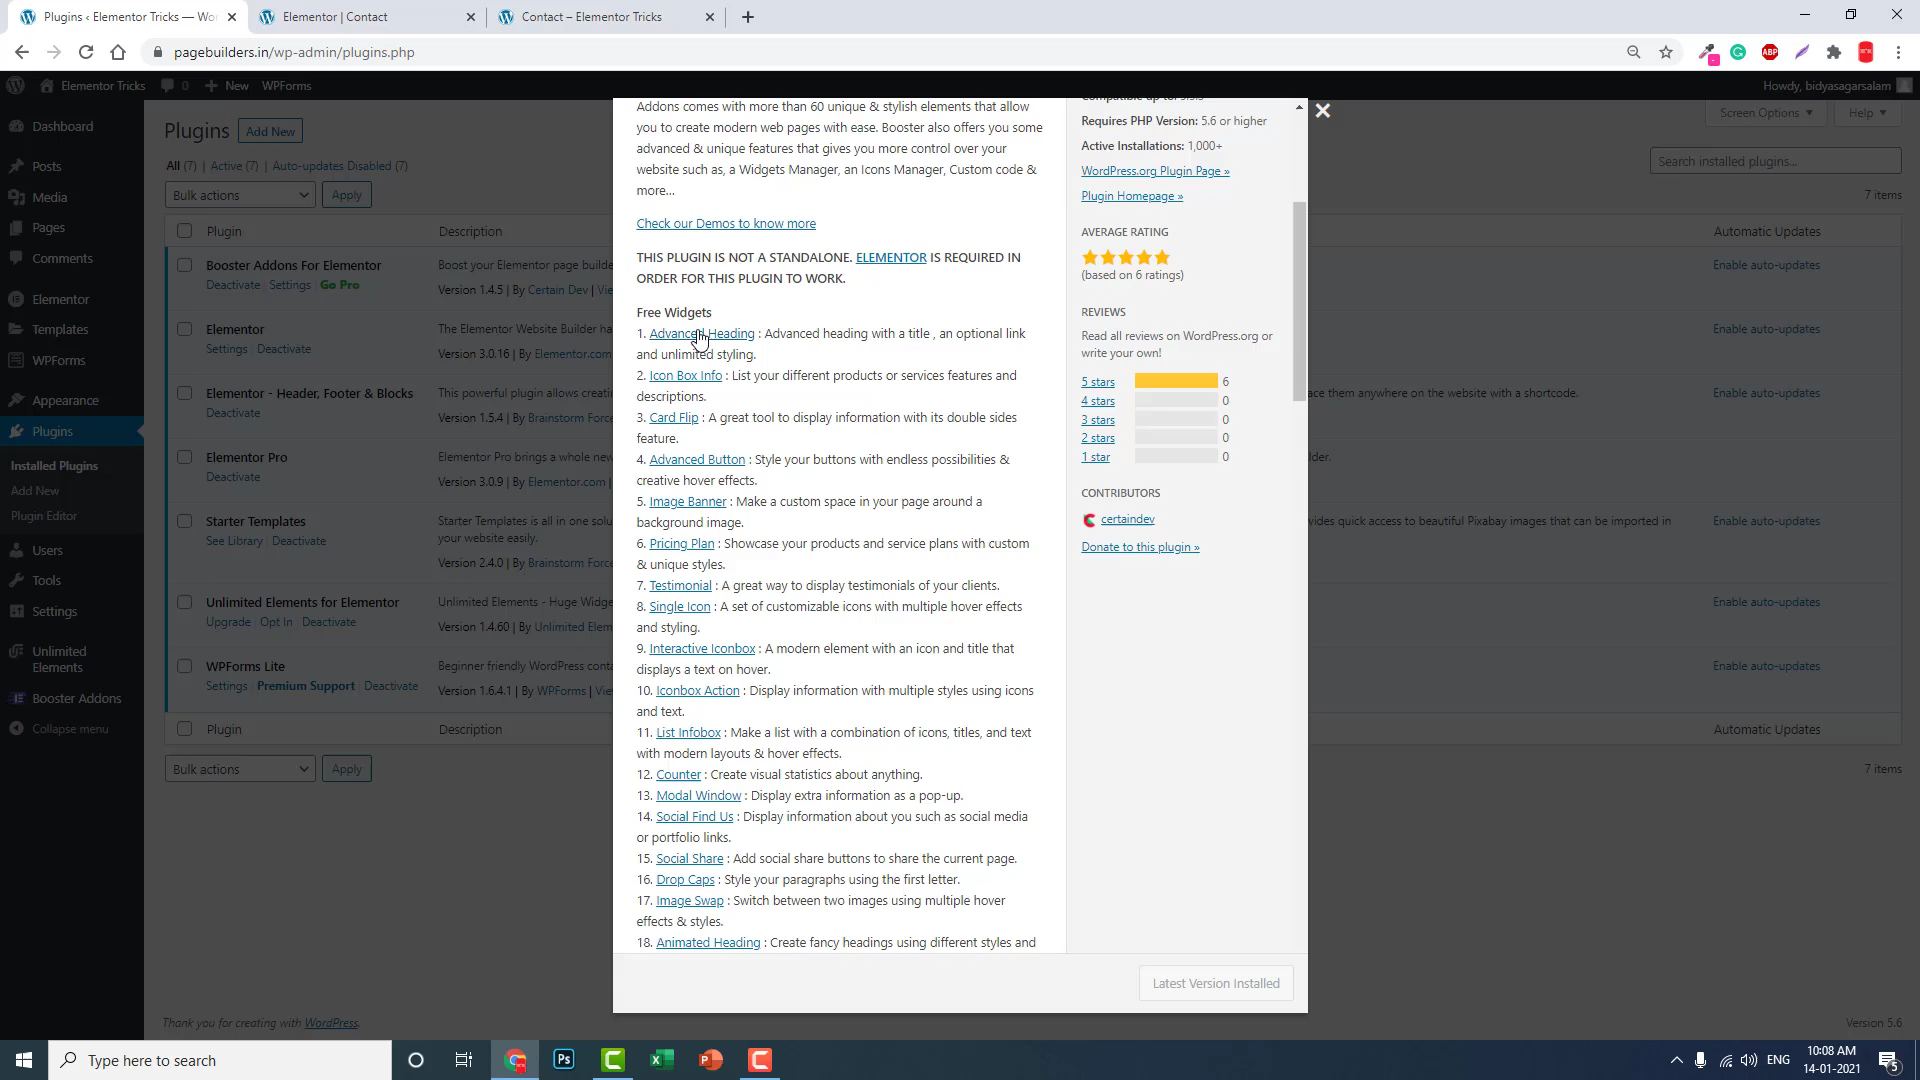 Plugins ‹ Elementor Tricks — Wo
Elementor | Contact
Contact – Elementor Tricks
pagebuilders.in/wp-admin/plugins.php
ABP
Elementor Tricks
0
New
WPForms
Howdy, bidyasagarsalam
Dashboard
Posts
Media
Pages
Comments
Elementor
Templates
WPForms
Appearance
Plugins
Installed Plugins
Add New
Plugin Editor
Users
Tools
Settings
Unlimited
Elements
Booster Addons
Collapse menu
Plugins
Add New
Screen Options
Help
All (7) | Active (7) | Auto-updates Disabled (7)
Search installed plugins...
Bulk actions
Apply
7 items
Plugin
Description
Automatic Updates
Booster Addons For Elementor
Boost your Elementor page builde
Enable auto-updates
Deactivate | Settings | Go Pro
Version 1.4.5 | By Certain Dev | Vie
Elementor
The Elementor Website Builder ha
Enable auto-updates
Settings | Deactivate
Version 3.0.16 | By Elementor.com
Elementor - Header, Footer & Blocks
This powerful plugin allows creatin
ace them anywhere on the website with a shortcode.
Enable auto-updates
Deactivate
Version 1.5.4 | By Brainstorm Force
Elementor Pro
Elementor Pro brings a whole new
ilder.
Enable auto-updates
Deactivate
Version 3.0.9 | By Elementor.com |
Starter Templates
Starter Templates is all in one solu
vides quick access to beautiful Pixabay images that can be imported in
Enable auto-updates
your website easily.
See Library | Deactivate
Version 2.4.0 | By Brainstorm Force
Unlimited Elements for Elementor
Unlimited Elements - Huge Widge
Enable auto-updates
Upgrade | Opt In | Deactivate
Version 1.4.60 | By Unlimited Elem
WPForms Lite
Beginner friendly WordPress conta
Enable auto-updates
Settings | Premium Support | Deactivate
Version 1.6.4.1 | By WPForms | Vie
Plugin
Description
Automatic Updates
Bulk actions
Apply
7 items
Addons comes with more than 60 unique & stylish elements that allow
you to create modern web pages with ease. Booster also offers you some
advanced & unique features that gives you more control over your
website such as, a Widgets Manager, an Icons Manager, Custom code &
more...
Check our Demos to know more
THIS PLUGIN IS NOT A STANDALONE. ELEMENTOR IS REQUIRED IN
ORDER FOR THIS PLUGIN TO WORK.
Free Widgets
1. Advanced Heading : Advanced heading with a title , an optional link
and unlimited styling.
2. Icon Box Info : List your different products or services features and
descriptions.
3. Card Flip : A great tool to display information with its double sides
feature.
4. Advanced Button : Style your buttons with endless possibilities &
creative hover effects.
5. Image Banner : Make a custom space in your page around a
background image.
6. Pricing Plan : Showcase your products and service plans with custom
& unique styles.
7. Testimonial : A great way to display testimonials of your clients.
8. Single Icon : A set of customizable icons with multiple hover effects
and styling.
9. Interactive Iconbox : A modern element with an icon and title that
displays a text on hover.
10. Iconbox Action : Display information with multiple styles using icons
and text.
11. List Infobox : Make a list with a combination of icons, titles, and text
with modern layouts & hover effects.
12. Counter : Create visual statistics about anything.
13. Modal Window : Display extra information as a pop-up.
14. Social Find Us : Display information about you such as social media
or portfolio links.
15. Social Share : Add social share buttons to share the current page.
16. Drop Caps : Style your paragraphs using the first letter.
17. Image Swap : Switch between two images using multiple hover
effects & styles.
18. Animated Heading : Create fancy headings using different styles and
Requires PHP Version: 5.6 or higher
Active Installations: 1,000+
WordPress.org Plugin Page »
Plugin Homepage »
AVERAGE RATING
(based on 6 ratings)
REVIEWS
Read all reviews on WordPress.org or
write your own!
5 stars 6
4 stars 0
3 stars 0
2 stars 0
1 star 0
CONTRIBUTORS
certaindev
Donate to this plugin »
Latest Version Installed
Thank you for creating with WordPress.
Version 5.6
Type here to search
Ps
ENG
10:08 AM
14-01-2021
5